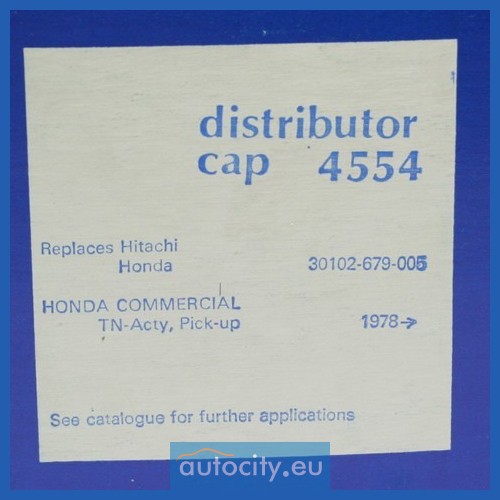 distributor
cap 4554
Replaces Hitachi
Honda 30102-679-005
HONDA COMMERCIAL
TN-Acty, Pick-up 1978→
See catalogue for further applications
autocity.eu